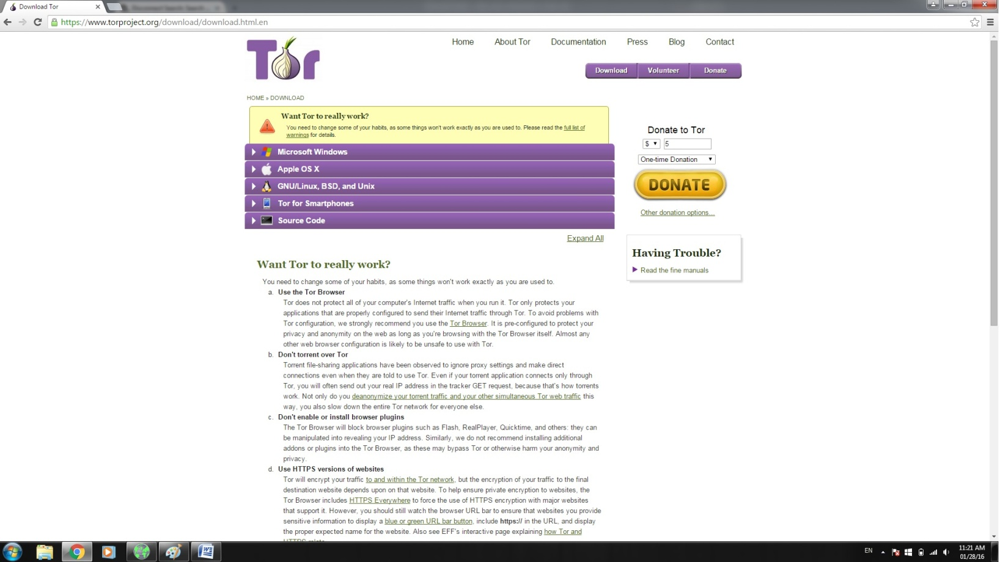 Download Tor
https://www.torproject.org/download/download.html.en
Tor
Home About Tor Documentation Press Blog Contact
Download Volunteer Donate
HOME » DOWNLOAD
Want Tor to really work?
You need to change some of your habits, as some things won't work exactly as you are used to. Please read the full list of
warnings for details.
Microsoft Windows
Apple OS X
GNU/Linux, BSD, and Unix
Tor for Smartphones
Source Code
Expand All
Donate to Tor
$ 5
One-time Donation
DONATE
Other donation options...
Having Trouble?
Read the fine manuals
Want Tor to really work?
You need to change some of your habits, as some things won't work exactly as you are used to.
a. Use the Tor Browser
Tor does not protect all of your computer's Internet traffic when you run it. Tor only protects your
applications that are properly configured to send their Internet traffic through Tor. To avoid problems with
Tor configuration, we strongly recommend you use the Tor Browser. It is pre-configured to protect your
privacy and anonymity on the web as long as you're browsing with the Tor Browser itself. Almost any
other web browser configuration is likely to be unsafe to use with Tor.
b. Don't torrent over Tor
Torrent file-sharing applications have been observed to ignore proxy settings and make direct
connections even when they are told to use Tor. Even if your torrent application connects only through
Tor, you will often send out your real IP address in the tracker GET request, because that's how torrents
work. Not only do you deanonymize your torrent traffic and your other simultaneous Tor web traffic this
way, you also slow down the entire Tor network for everyone else.
c. Don't enable or install browser plugins
The Tor Browser will block browser plugins such as Flash, RealPlayer, Quicktime, and others: they can
be manipulated into revealing your IP address. Similarly, we do not recommend installing additional
addons or plugins into the Tor Browser, as these may bypass Tor or otherwise harm your anonymity and
privacy.
d. Use HTTPS versions of websites
Tor will encrypt your traffic to and within the Tor network, but the encryption of your traffic to the final
destination website depends upon on that website. To help ensure private encryption to websites, the
Tor Browser includes HTTPS Everywhere to force the use of HTTPS encryption with major websites
that support it. However, you should still watch the browser URL bar to ensure that websites you provide
sensitive information to display a blue or green URL bar button, include https:// in the URL, and display
the proper expected name for the website. Also see EFF's interactive page explaining how Tor and
EN
11:21 AM
01/28/16